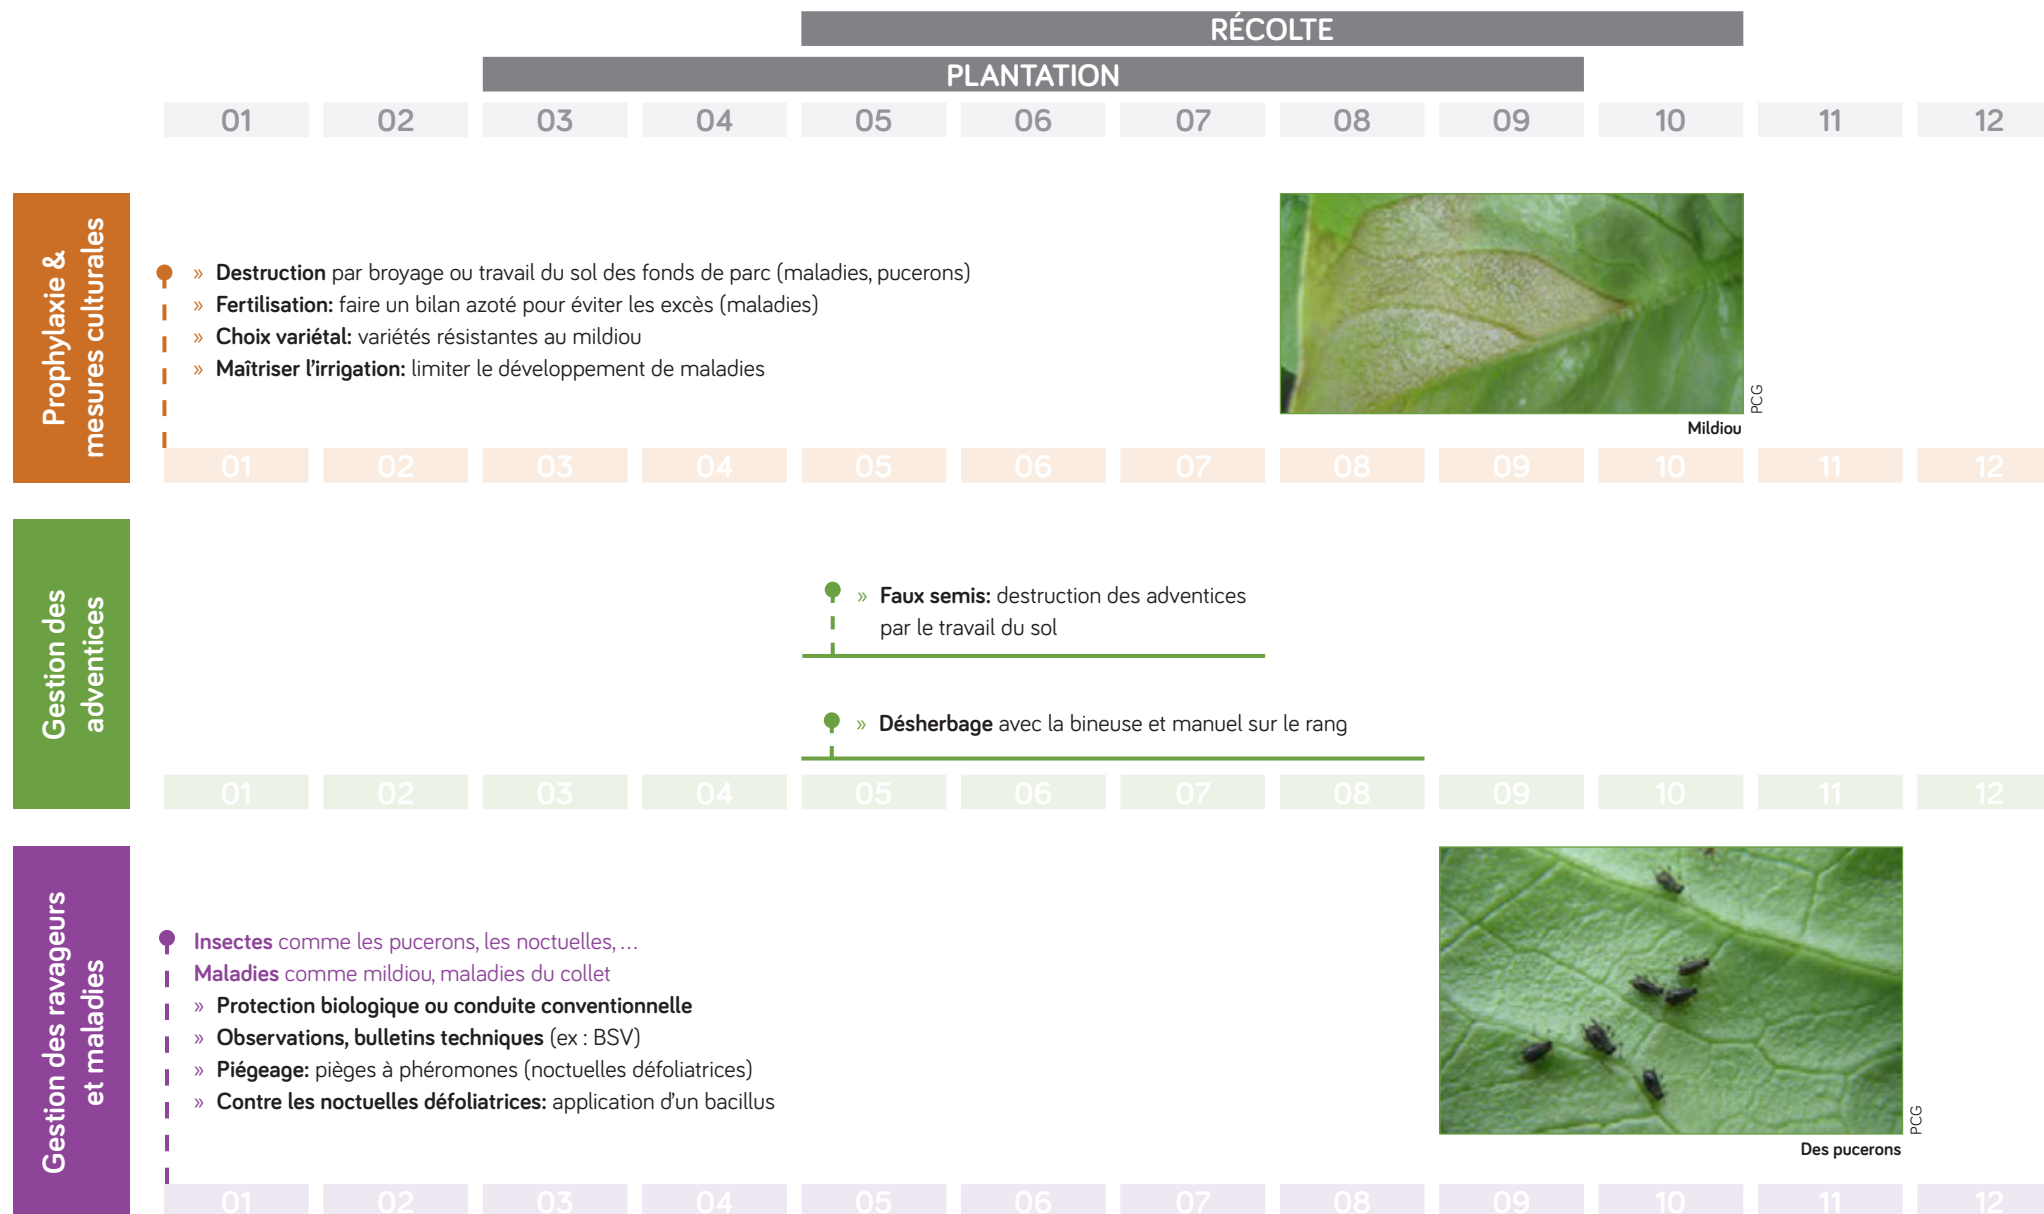 RÉCOLTE
PLANTATION
01 02 03 04 05 06 07 08 09 10 11 12
Prophylaxie &
mesures culturales
» Destruction par broyage ou travail du sol des fonds de parc (maladies, pucerons)
» Fertilisation: faire un bilan azoté pour éviter les excès (maladies)
» Choix variétal: variétés résistantes au mildiou
» Maîtriser l'irrigation: limiter le développement de maladies
PCG
Mildiou
01 02 03 04 05 06 07 08 09 10 11 12
Gestion des
adventices
» Faux semis: destruction des adventices
par le travail du sol
» Désherbage avec la bineuse et manuel sur le rang
01 02 03 04 05 06 07 08 09 10 11 12
Gestion des ravageurs
et maladies
Insectes comme les pucerons, les noctuelles, ...
Maladies comme mildiou, maladies du collet
» Protection biologique ou conduite conventionnelle
» Observations, bulletins techniques (ex : BSV)
» Piégeage: pièges à phéromones (noctuelles défoliatrices)
» Contre les noctuelles défoliatrices: application d'un bacillus
PCG
Des pucerons
01 02 03 04 05 06 07 08 09 10 11 12